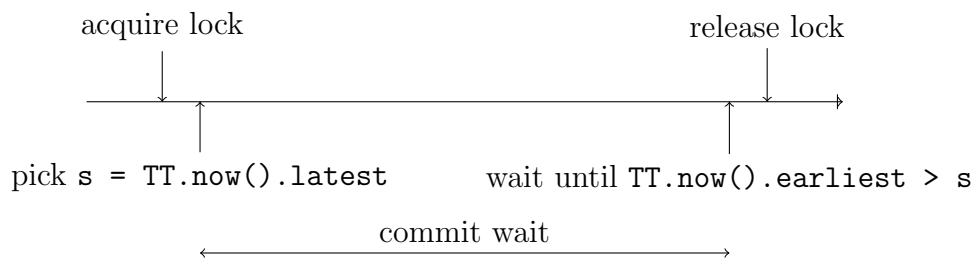 acquire lock
release lock
pick s = TT.now().latest
wait until TT.now().earliest > s
commit wait